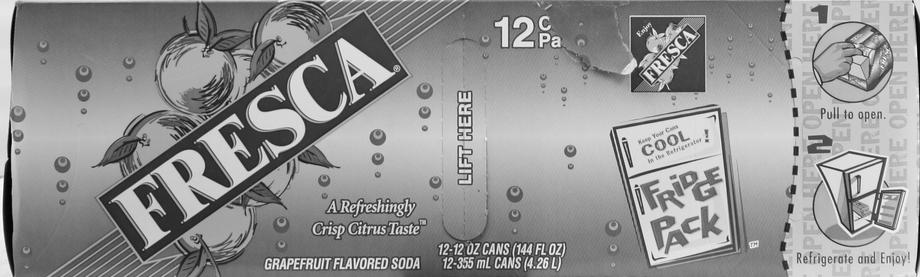 FRESCA®
A Refreshingly
Crisp Citrus Taste™
GRAPEFRUIT FLAVORED SODA
LIFT HERE
12 C
Pa
12-12 OZ CANS (144 FL OZ)
12-355 mL CANS (4.26 L)
Enjoy
FRESCA
Keep Your Cans
COOL
In the Refrigerator!
FRIDGE
PACK
TM
OPEN HERE OPEN HERE
1
Pull to open.
2
Refrigerate and Enjoy!